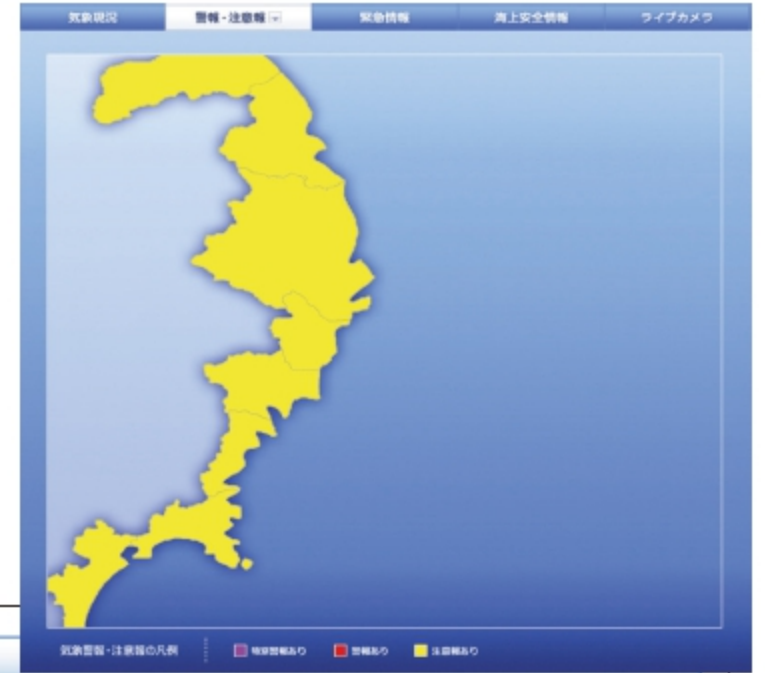 気象現況 警報・注意報 緊急情報 海上安全情報 ライブカメラ
気象警報・注意報の凡例 特別警報あり 警報あり 注意報あり